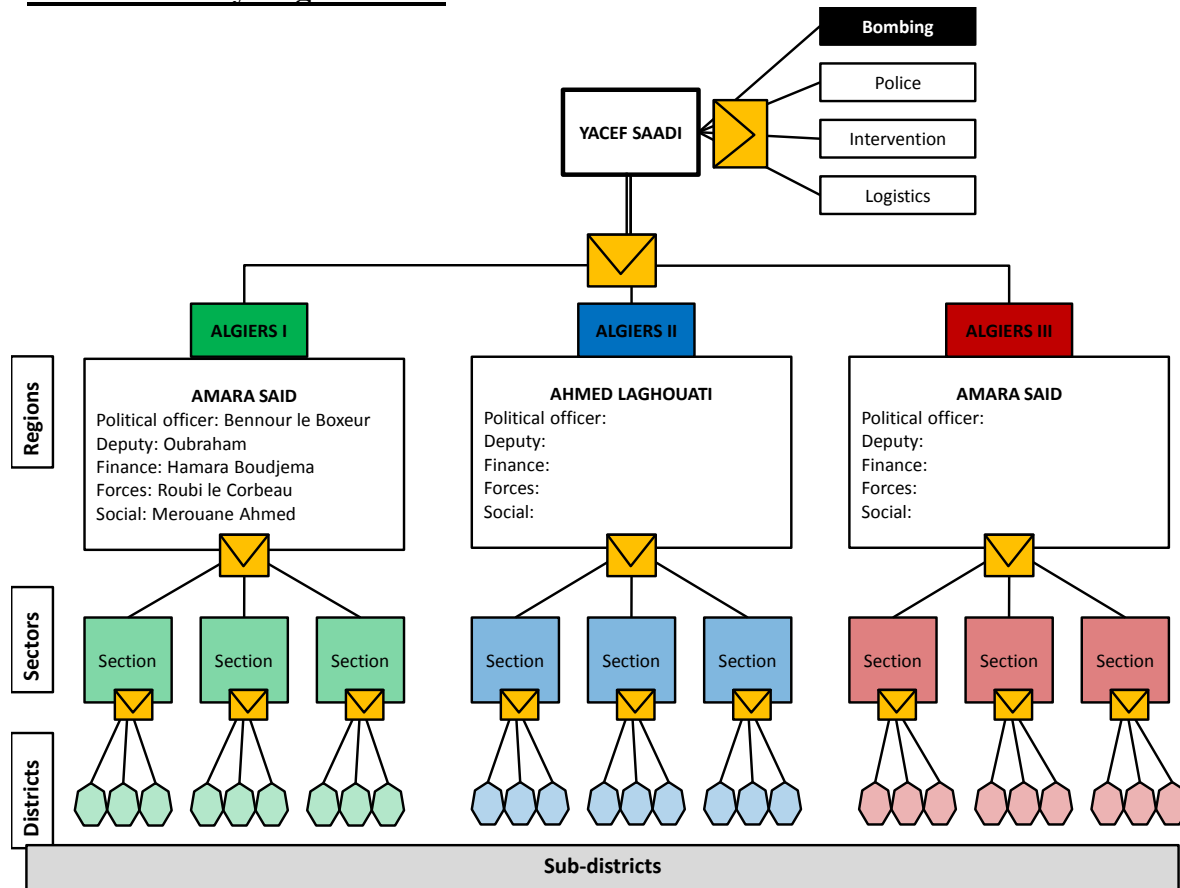 Bombing
Police
YACEF SAADI
Intervention
Logistics
ALGIERS I
ALGIERS II
ALGIERS III
Regions
AMARA SAID
Political officer: Bennour le Boxeur
Deputy: Oubraham
Finance: Hamara Boudjema
Forces: Roubi le Corbeau
Social: Merouane Ahmed
AHMED LAGHOUATI
Political officer:
Deputy:
Finance:
Forces:
Social:
AMARA SAID
Political officer:
Deputy:
Finance:
Forces:
Social:
Sectors
Section
Section
Section
Section
Section
Section
Section
Section
Section
Districts
Sub-districts